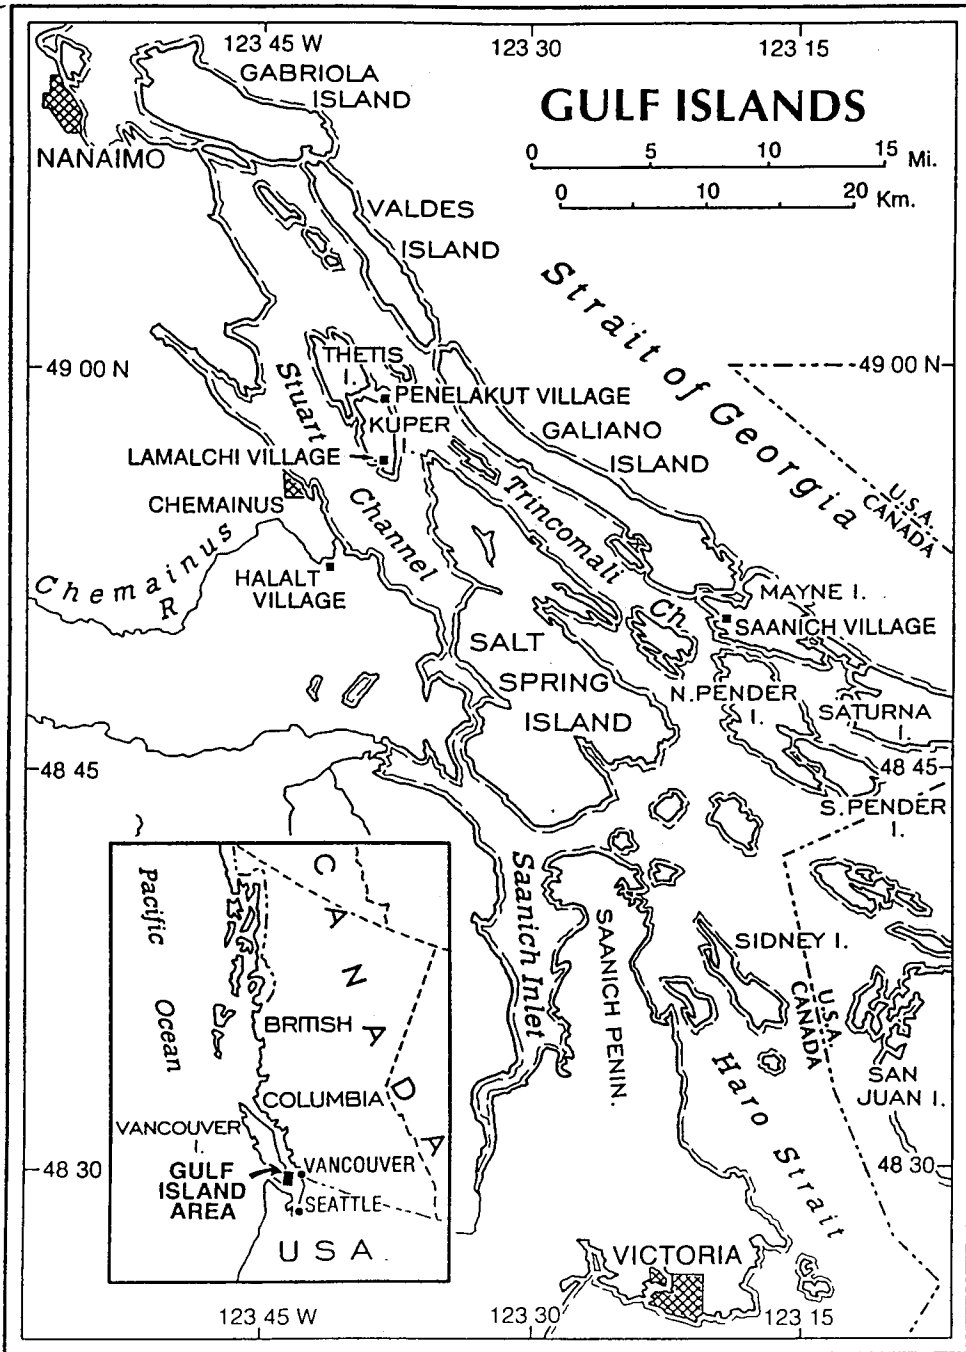 123 45 W
123 30
123 15
GABRIOLA
ISLAND
GULF ISLANDS
0 5 10 15 Mi.
0 10 20 Km.
NANAIMO
VALDES
ISLAND
Strait of Georgia
49 00 N
49 00 N
THETIS
I.
Stuart
Channel
PENELAKUT VILLAGE
KUPER
I
GALIANO
ISLAND
LAMALCHI VILLAGE
CHEMAINUS
Trincomali
Ch.
U.S.A.
CANADA
Chemainus
R
HALALT
VILLAGE
MAYNE I.
SAANICH VILLAGE
SALT
SPRING
ISLAND
N. PENDER
I.
SATURNA
I.
48 45
48 45
S. PENDER
I.
Saanich Inlet
SAANICH PENIN.
SIDNEY I.
U.S.A.
CANADA
Haro Strait
SAN
JUAN I.
Pacific
Ocean
CANADA
BRITISH
COLUMBIA
VANCOUVER
I.
VANCOUVER
GULF
ISLAND
AREA
SEATTLE
USA
48 30
48 30
VICTORIA
123 45 W
123 30
123 15